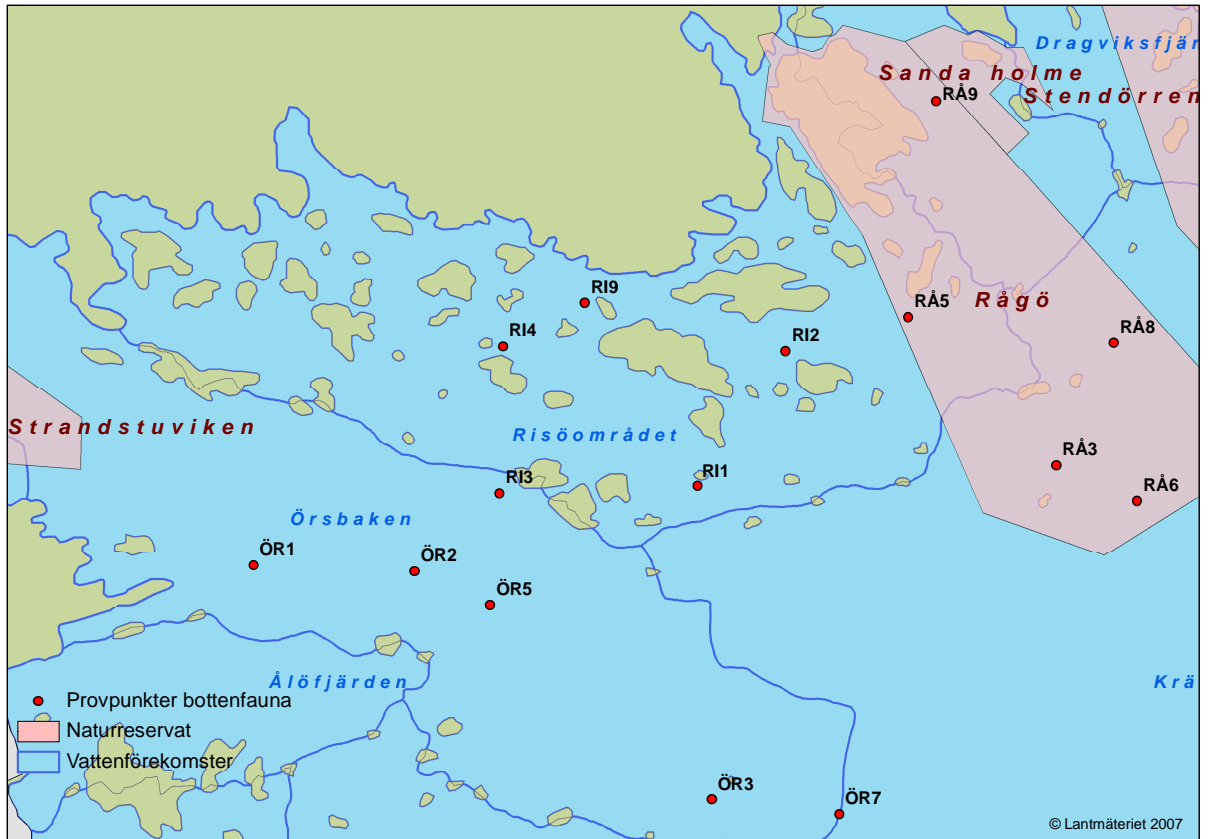 Dragviksfjär
Sanda holme
RÅ9
Stendörren
RI9
Rågö
RÅ5
RI4
RI2
RÅ8
Strandstuviken
Risöområdet
RÅ3
RI3
RI1
RÅ6
Örsbaken
ÖR1
ÖR2
ÖR5
Ålöfjärden
Krä
Provpunkter bottenfauna
Naturreservat
Vattenförekomster
ÖR3
ÖR7
© Lantmäteriet 2007